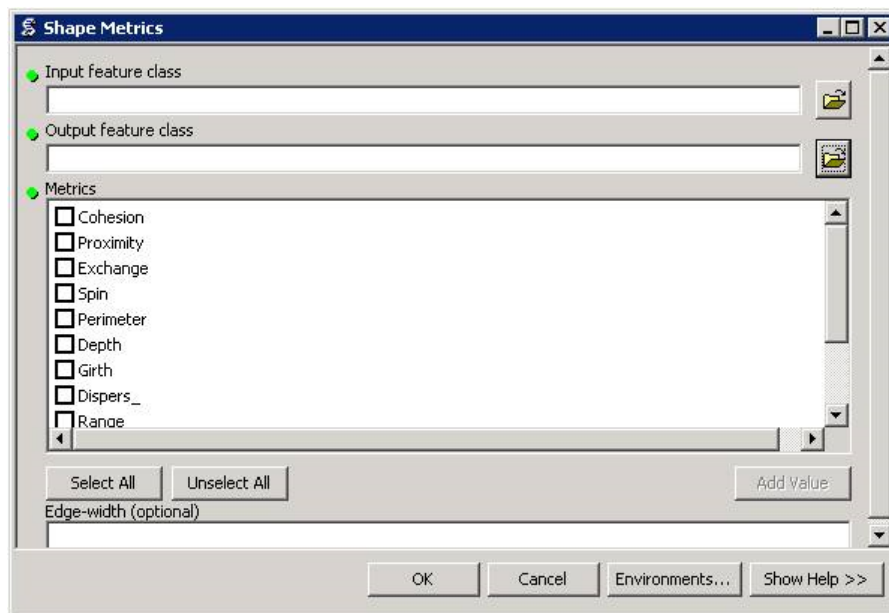 Shape Metrics
Input feature class
Output feature class
Metrics
Cohesion
Proximity
Exchange
Spin
Perimeter
Depth
Girth
Dispers_
Range
Select All
Unselect All
Add Value
Edge-width (optional)
OK
Cancel
Environments...
Show Help >>